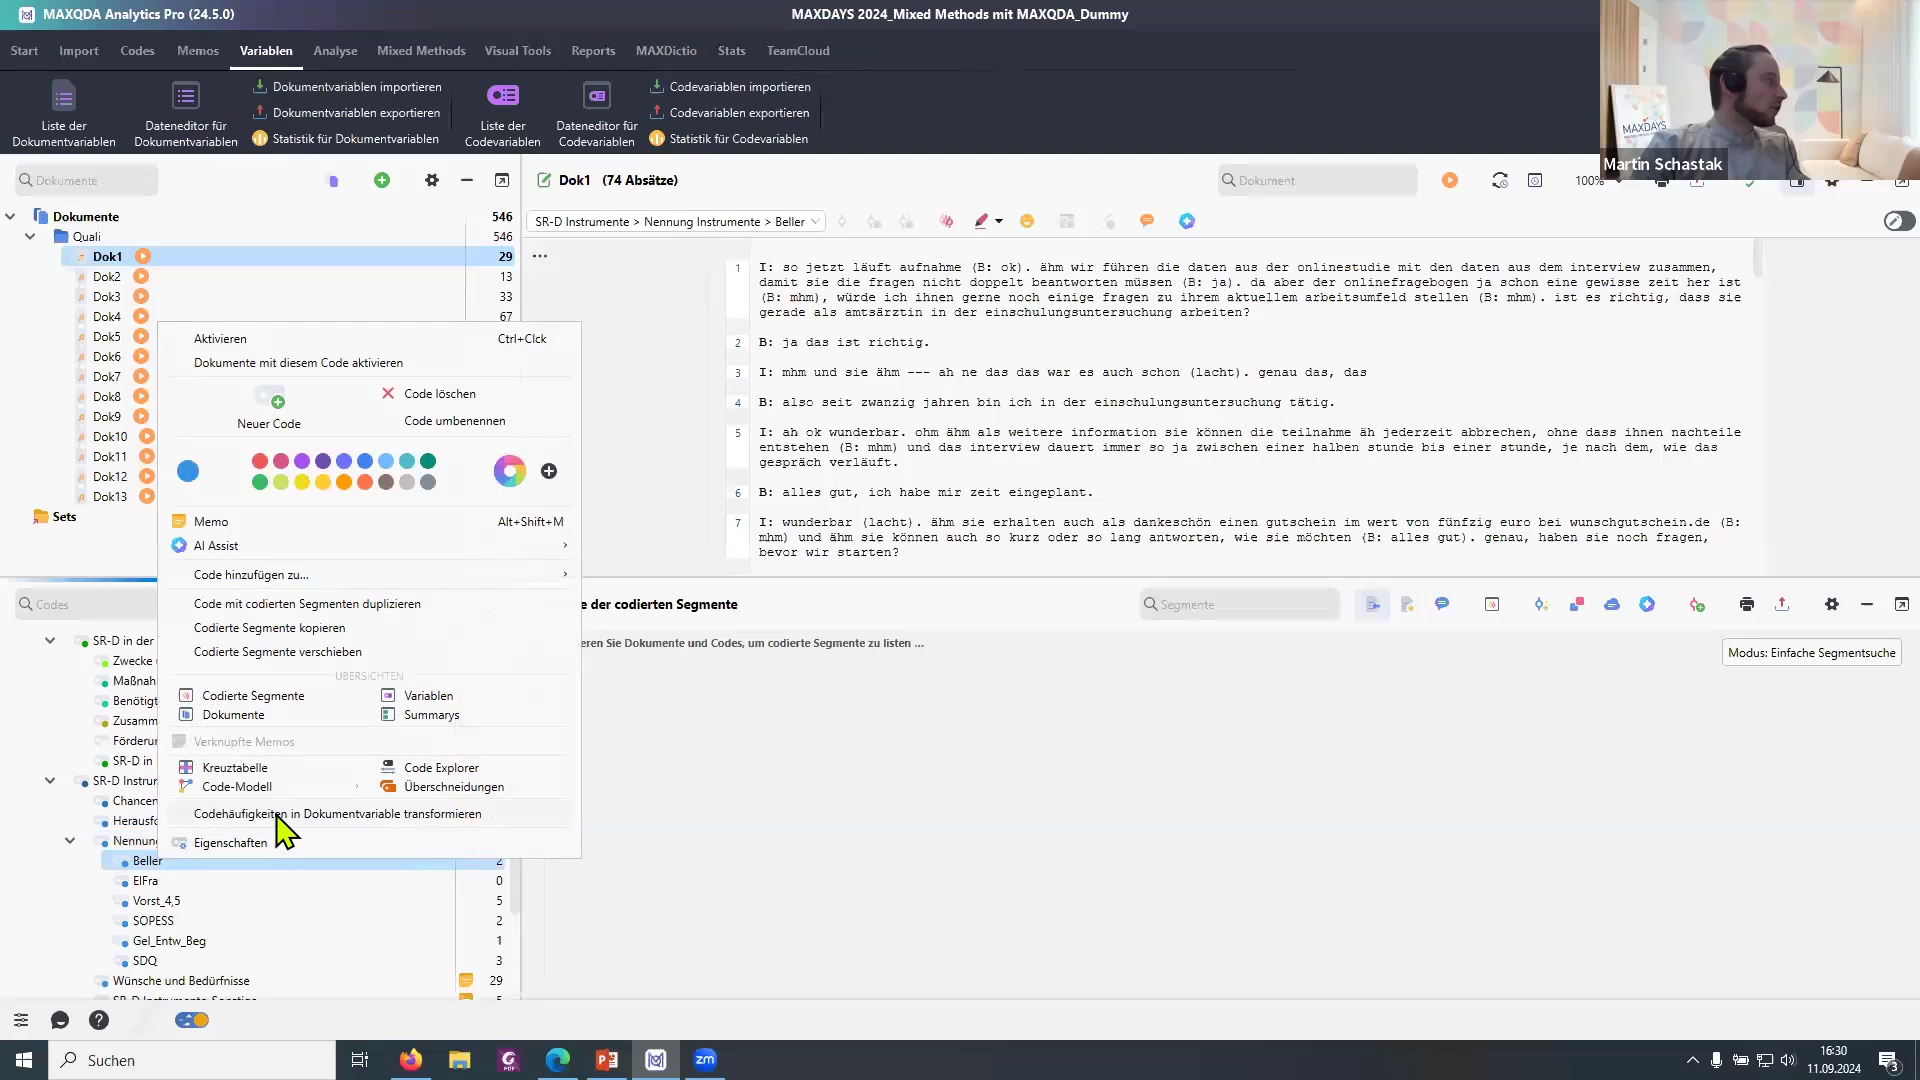 MAXQDA Analytics Pro (24.5.0)
MAXDAYS 2024_Mixed Methods mit MAXQDA_Dummy
Start Import Codes Memos Variablen Analyse Mixed Methods Visual Tools Reports MAXDictio Stats TeamCloud
Liste der Dokumentvariablen
Dateneditor für Dokumentvariablen
Dokumentvariablen importieren
Dokumentvariablen exportieren
Statistik für Dokumentvariablen
Liste der Codevariablen
Dateneditor für Codevariablen
Codevariablen importieren
Codevariablen exportieren
Statistik für Codevariablen
MAXDAYS
Martin Schastak
Dokumente
Dok1 (74 Absätze)
Dokument
100%
SR-D Instrumente > Nennung Instrumente > Beller
Dokumente 546
Quali 546
Dok1 29
Dok2 13
Dok3 33
Dok4 67
Dok5
Dok6
Dok7
Dok8
Dok9
Dok10
Dok11
Dok12
Dok13
Sets
1 I: so jetzt läuft aufnahme (B: ok). ähm wir führen die daten aus der onlinestudie mit den daten aus dem interview zusammen,
damit sie die fragen nicht doppelt beantworten müssen (B: ja). da aber der onlinefragebogen ja schon eine gewisse zeit her ist
(B: mhm), würde ich ihnen gerne noch einige fragen zu ihrem aktuellem arbeitsumfeld stellen (B: mhm). ist es richtig, dass sie
gerade als amtsärztin in der einschulungsuntersuchung arbeiten?
2 B: ja das ist richtig.
3 I: mhm und sie ähm --- ah ne das das war es auch schon (lacht). genau das, das
4 B: also seit zwanzig jahren bin ich in der einschulungsuntersuchung tätig.
5 I: ah ok wunderbar. ohm ähm als weitere information sie können die teilnahme äh jederzeit abbrechen, ohne dass ihnen nachteile
entstehen (B: mhm) und das interview dauert immer so ja zwischen einer halben stunde bis einer stunde, je nach dem, wie das
gespräch verläuft.
6 B: alles gut, ich habe mir zeit eingeplant.
7 I: wunderbar (lacht). ähm sie erhalten auch als dankeschön einen gutschein im wert von fünfzig euro bei wunschgutschein.de (B:
mhm) und ähm sie können auch so kurz oder so lang antworten, wie sie möchten (B: alles gut). genau, haben sie noch fragen,
bevor wir starten?
Aktivieren Ctrl+Clck
Dokumente mit diesem Code aktivieren
Neuer Code
Code löschen
Code umbenennen
Memo Alt+Shift+M
AI Assist
Code hinzufügen zu...
Code mit codierten Segmenten duplizieren
Codierte Segmente kopieren
Codierte Segmente verschieben
ÜBERSICHTEN
Codierte Segmente Variablen
Dokumente Summarys
Verknüpfte Memos
Kreuztabelle Code Explorer
Code-Modell Überschneidungen
Codehäufigkeiten in Dokumentvariable transformieren
Eigenschaften
Codes
SR-D in der
Zwecke
Maßnah
Benötigt
Zusamm
Förderun
SR-D in
SR-D Instrur
Chancen
Herausfo
Nennung
Beller 2
ElFra 0
Vorst_4,5 5
SOPESS 2
Gel_Entw_Beg 1
SDQ 3
Wünsche und Bedürfnisse 29
e der codierten Segmente
Segmente
eren Sie Dokumente und Codes, um codierte Segmente zu listen ...
Modus: Einfache Segmentsuche
Suchen
zm
16:30
11.09.2024
3